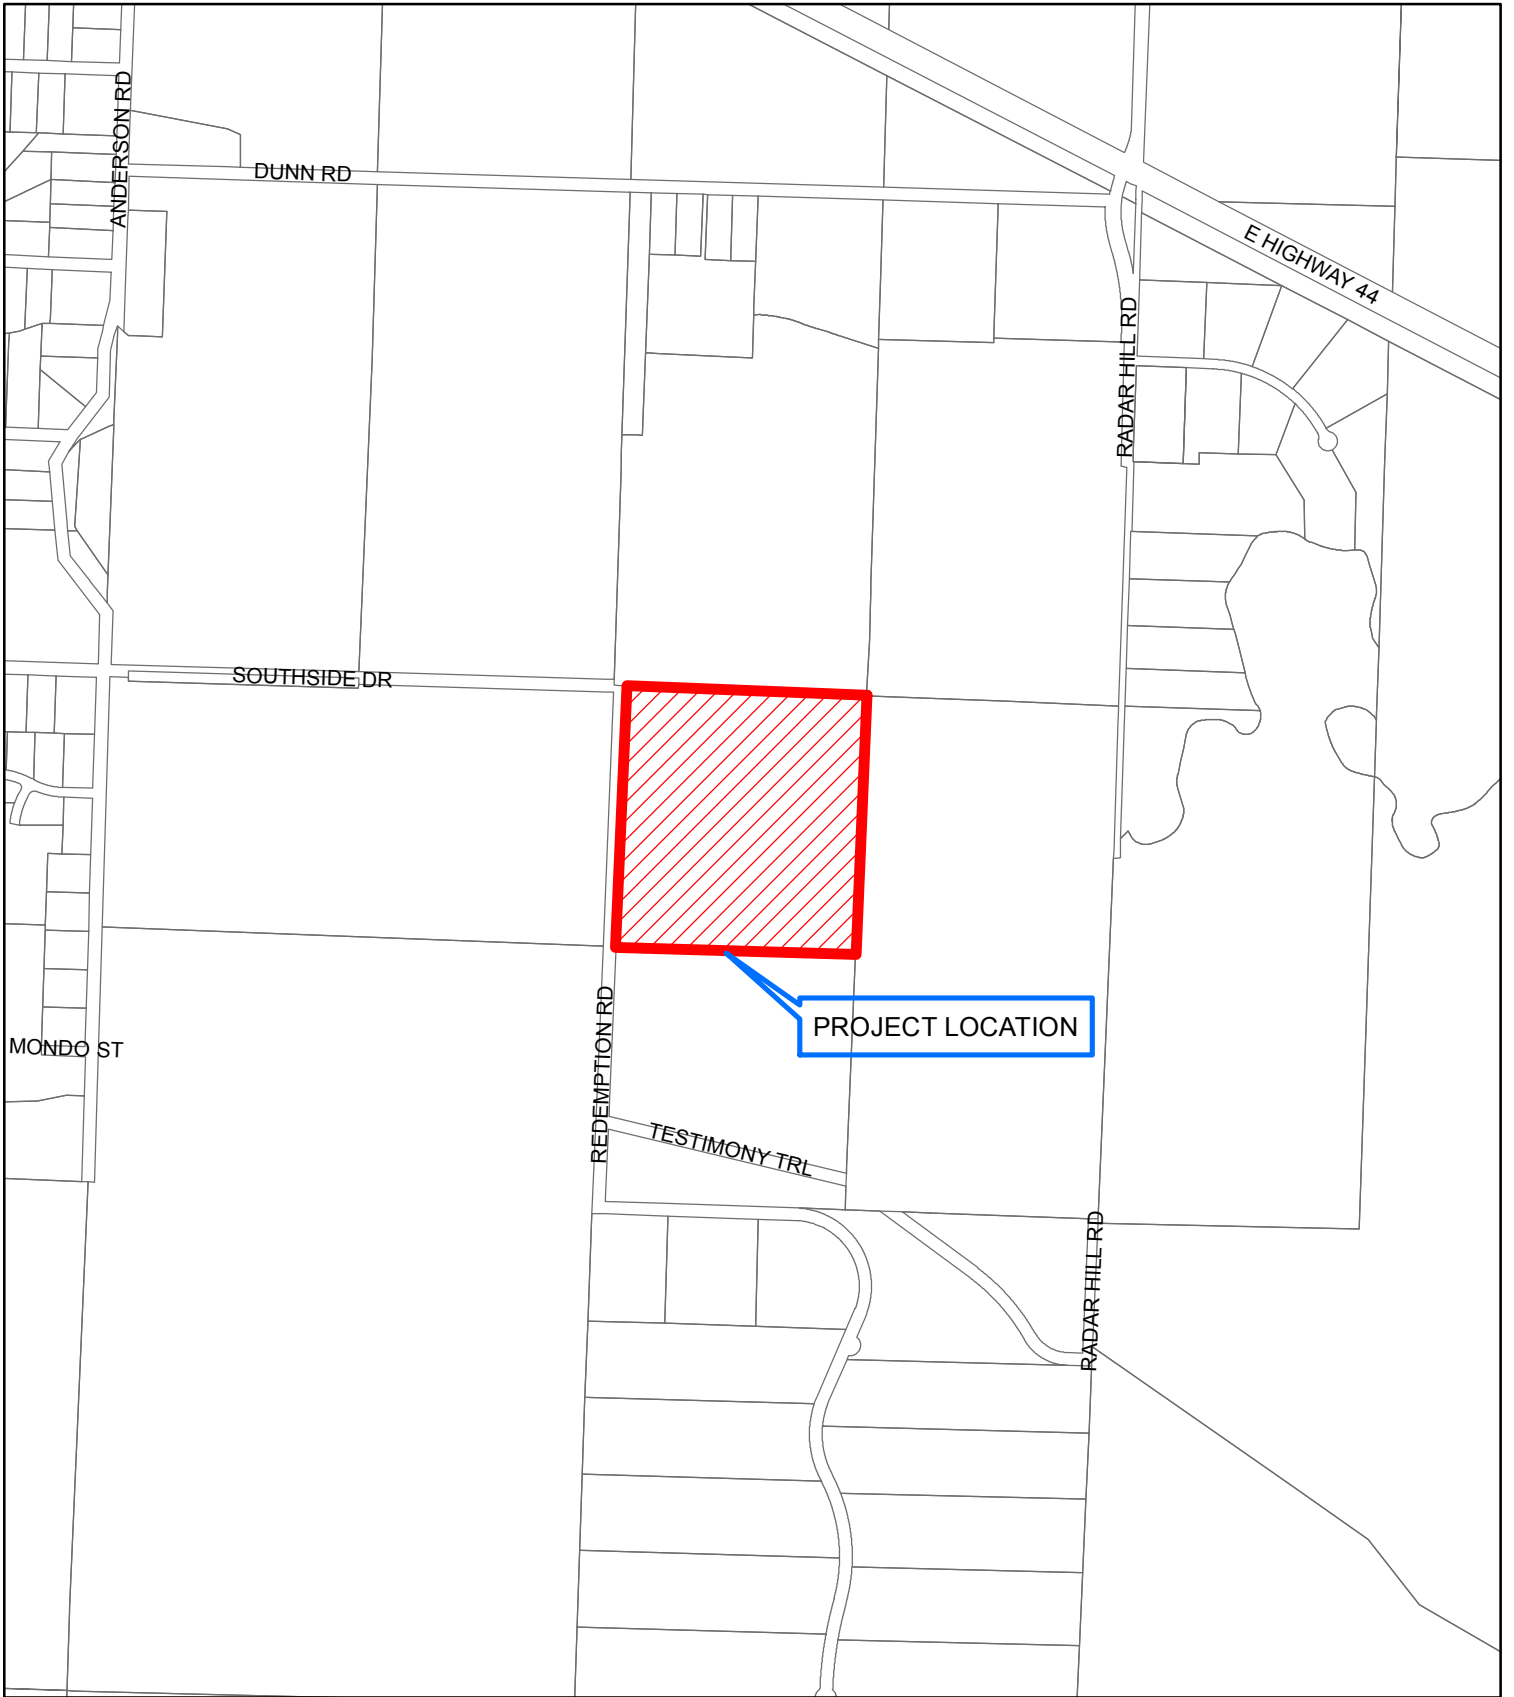 ANDERSON RD
DUNN RD
E HIGHWAY 44
RADAR HILL RD
SOUTHSIDE DR
REDEMPTION RD
PROJECT LOCATION
MONDO ST
TESTIMONY TRL
RADAR HILL RD